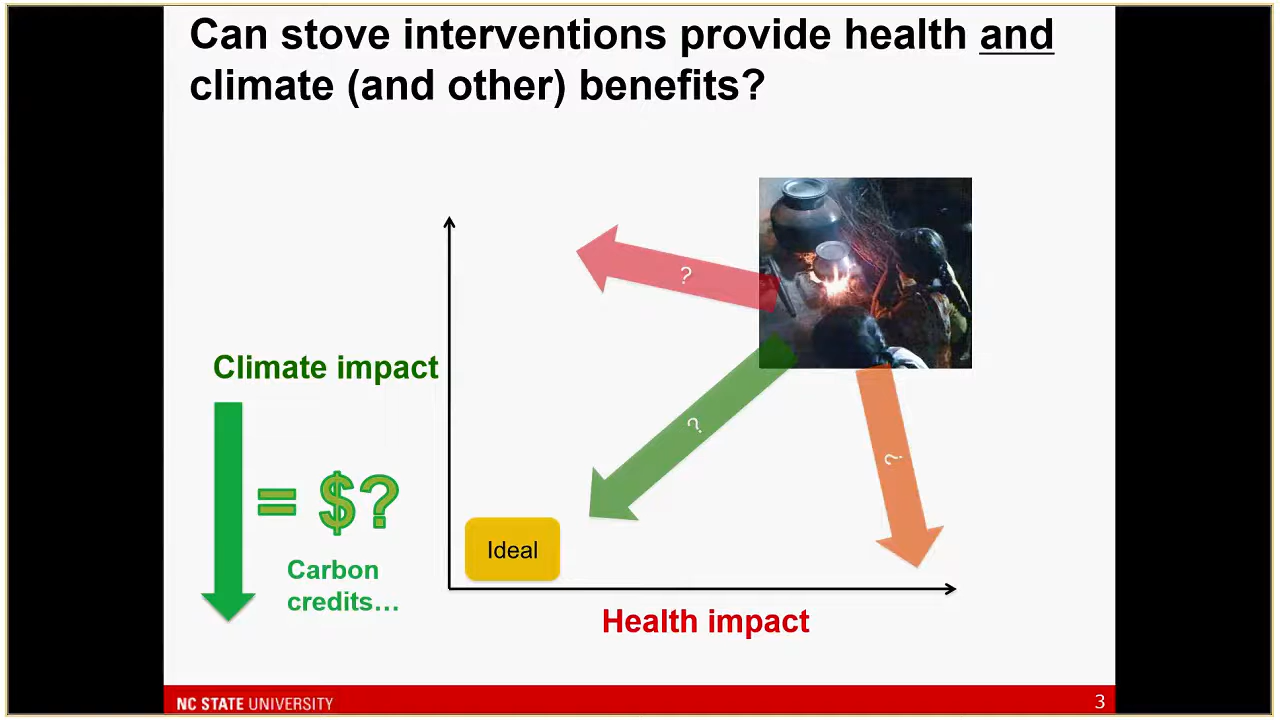 Can stove interventions provide health and
climate (and other) benefits?
?
Climate impact
?
?
= $?
Ideal
Carbon
credits…
Health impact
NC STATE UNIVERSITY
3